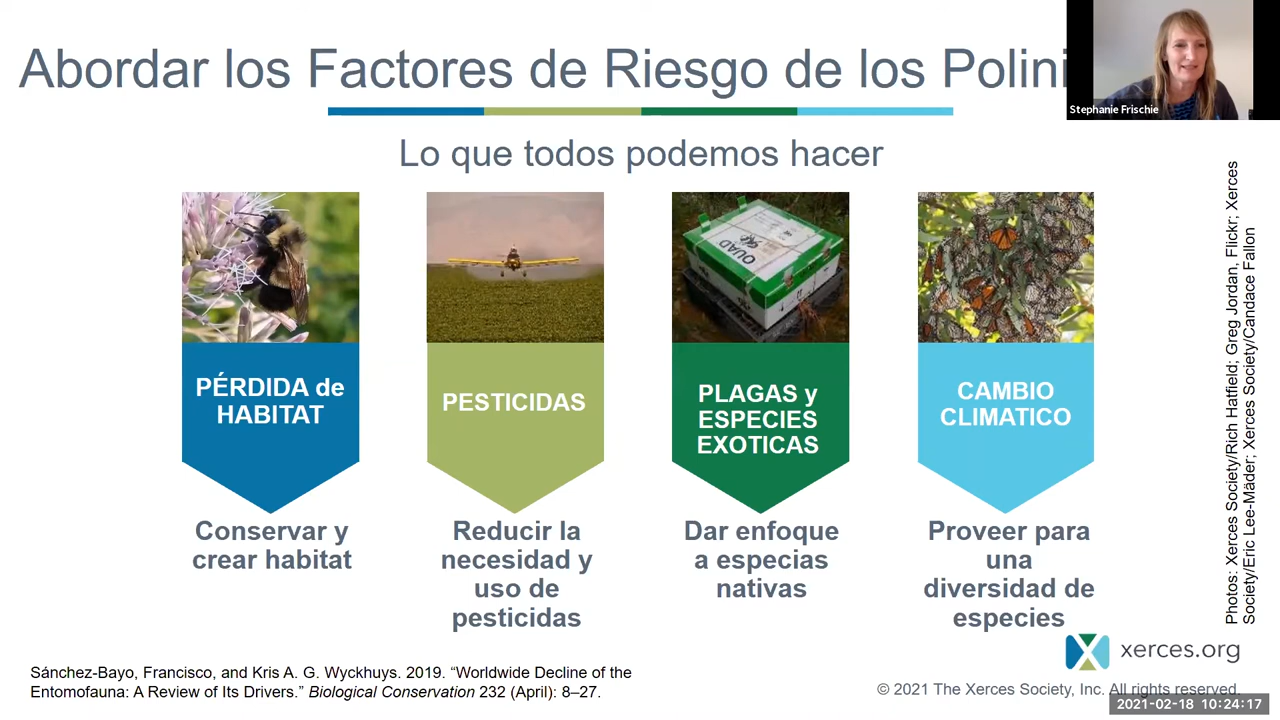 Abordar los Factores de Riesgo de los Polini
Stephanie Frischie
Lo que todos podemos hacer
QUAD
PÉRDIDA de
HABITAT
PESTICIDAS
PLAGAS y
ESPECIES
EXOTICAS
CAMBIO
CLIMATICO
Conservar y
crear habitat
Reducir la
necesidad y
uso de
pesticidas
Dar enfoque
a especias
nativas
Proveer para
una
diversidad de
especies
Photos: Xerces Society/Rich Hatfield; Greg Jordan, Flickr; Xerces
Society/Eric Lee-Mäder; Xerces Society/Candace Fallon
xerces.org
Sánchez-Bayo, Francisco, and Kris A. G. Wyckhuys. 2019. “Worldwide Decline of the
Entomofauna: A Review of Its Drivers.” Biological Conservation 232 (April): 8–27.
© 2021 The Xerces Society, Inc. All rights reserved.
2021-02-18 10:24:17